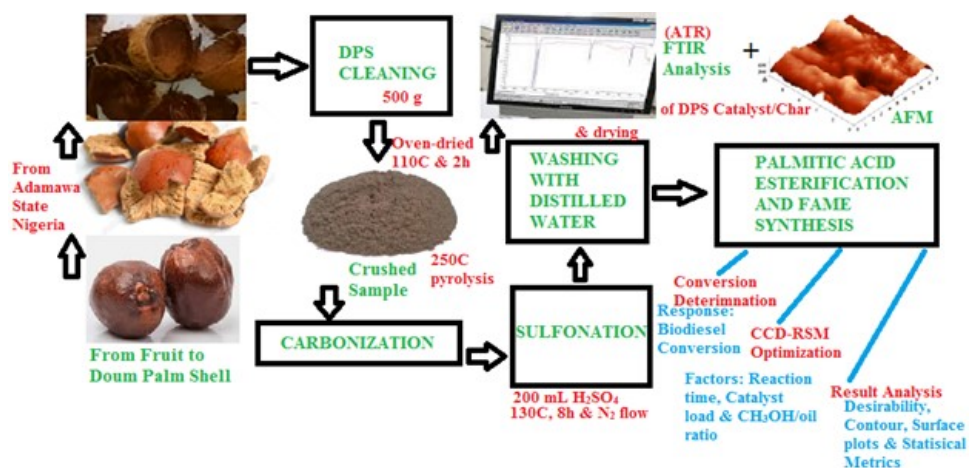 DPS
CLEANING
500 g
From
Adamawa
State
Nigeria
From Fruit to
Doum Palm Shell
Oven-dried
110C & 2h
Crushed
Sample
250C
pyrolysis
CARBONIZATION
SULFONATION
200 mL H₂SO₄
130C, 8h & N₂ flow
WASHING
WITH
DISTILLED
WATER
& drying
(ATR)
FTIR
Analysis
+
of DPS Catalyst/Char
AFM
PALMITIC ACID
ESTERIFICATION
AND FAME
SYNTHESIS
Conversion
Deterimnation
Response:
Biodiesel
Conversion
CCD-RSM
Optimization
Factors: Reaction
time, Catalyst
load & CH₃OH/oil
ratio
Result Analysis
Desirability,
Contour, Surface
plots & Statisical
Metrics